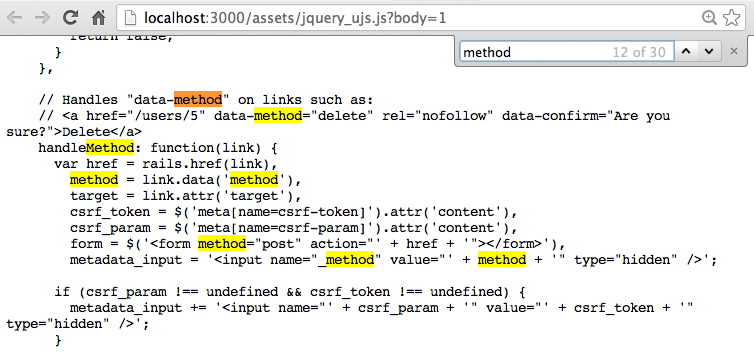 localhost:3000/assets/jquery_ujs.js?body=1
method 12 of 30
return false;
}
},
// Handles "data-method" on links such as:
// <a href="/users/5" data-method="delete" rel="nofollow" data-confirm="Are you
sure?">Delete</a>
handleMethod: function(link) {
var href = rails.href(link),
method = link.data('method'),
target = link.attr('target'),
csrf_token = $('meta[name=csrf-token]').attr('content'),
csrf_param = $('meta[name=csrf-param]').attr('content'),
form = $('<form method="post" action="' + href + '"></form>'),
metadata_input = '<input name="_method" value="' + method + '" type="hidden" />';
if (csrf_param !== undefined && csrf_token !== undefined) {
metadata_input += '<input name="' + csrf_param + '" value="' + csrf_token + '"
type="hidden" />';
}